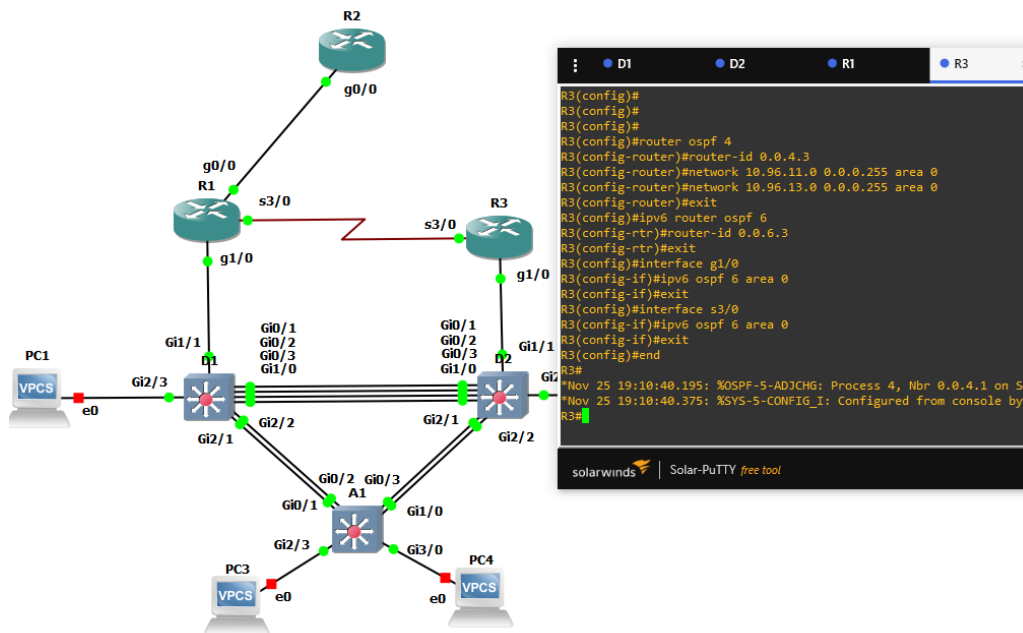 R2
g0/0
g0/0
R1
s3/0
s3/0
R3
g1/0
g1/0
Gi0/1
Gi0/2
Gi0/3
Gi1/0
Gi0/1
Gi0/2
Gi0/3
Gi1/0
Gi1/1
D1
Gi1/1
D2
PC1
VPCS
e0
Gi2/3
Gi2/2
Gi2/1
Gi2/1
Gi2/2
Gi0/2
Gi0/3
A1
Gi0/1
Gi1/0
Gi2/3
Gi3/0
PC3
VPCS
e0
PC4
VPCS
e0
D1 D2 R1 R3
R3(config)#
R3(config)#
R3(config)#
R3(config)#router ospf 4
R3(config-router)#router-id 0.0.4.3
R3(config-router)#network 10.96.11.0 0.0.0.255 area 0
R3(config-router)#network 10.96.13.0 0.0.0.255 area 0
R3(config-router)#exit
R3(config)#ipv6 router ospf 6
R3(config-rtr)#router-id 0.0.6.3
R3(config-rtr)#exit
R3(config)#interface g1/0
R3(config-if)#ipv6 ospf 6 area 0
R3(config-if)#exit
R3(config)#interface s3/0
R3(config-if)#ipv6 ospf 6 area 0
R3(config-if)#exit
R3(config)#end
R3#
*Nov 25 19:10:40.195: %OSPF-5-ADJCHG: Process 4, Nbr 0.0.4.1 on S
*Nov 25 19:10:40.375: %SYS-5-CONFIG_I: Configured from console by
R3#
solarwinds | Solar-PuTTY free tool